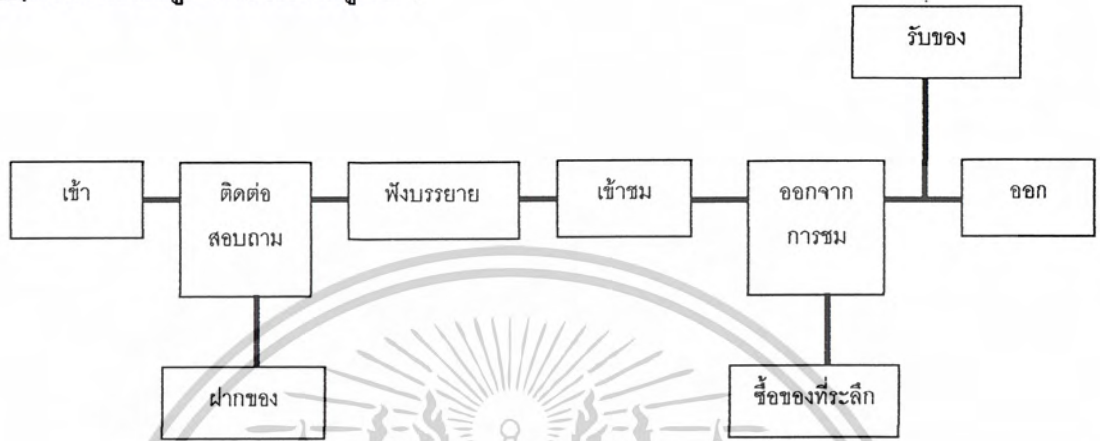 รับของ
เข้า
ติดต่อ
สอบถาม
ฟังบรรยาย
เข้าชม
ออกจาก
การชม
ออก
ฝากของ
ซื้อของที่ระลึก